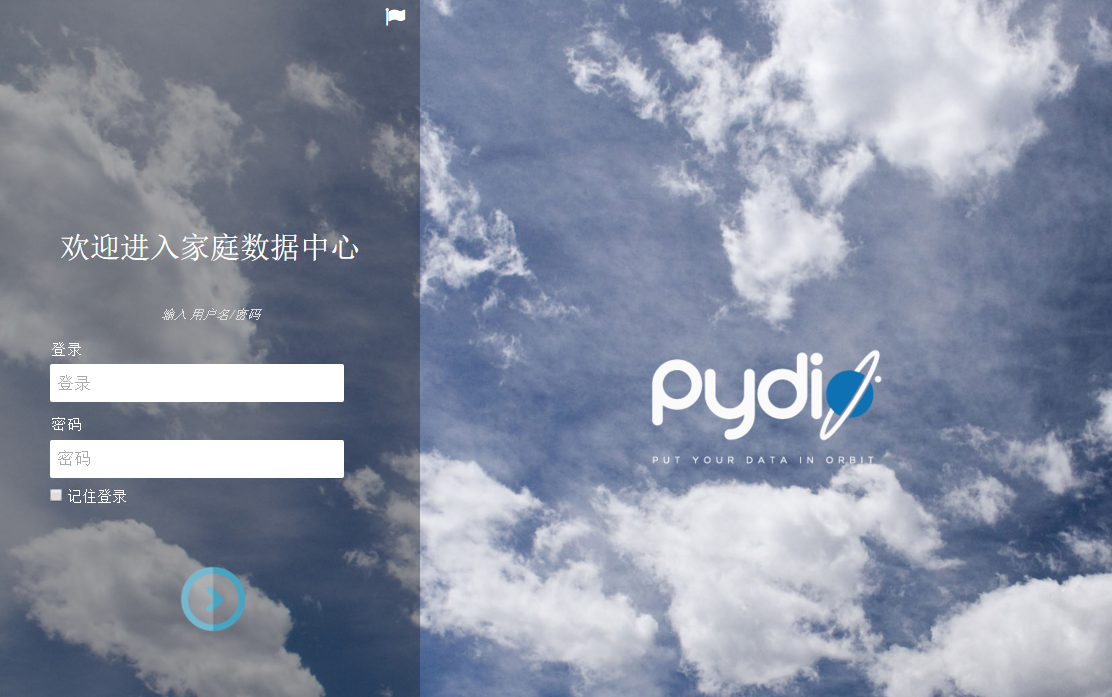 欢迎进入家庭数据中心
输入 用户名/密码
登录
登录
密码
密码
记住登录
pydio
PUT YOUR DATA IN ORBIT